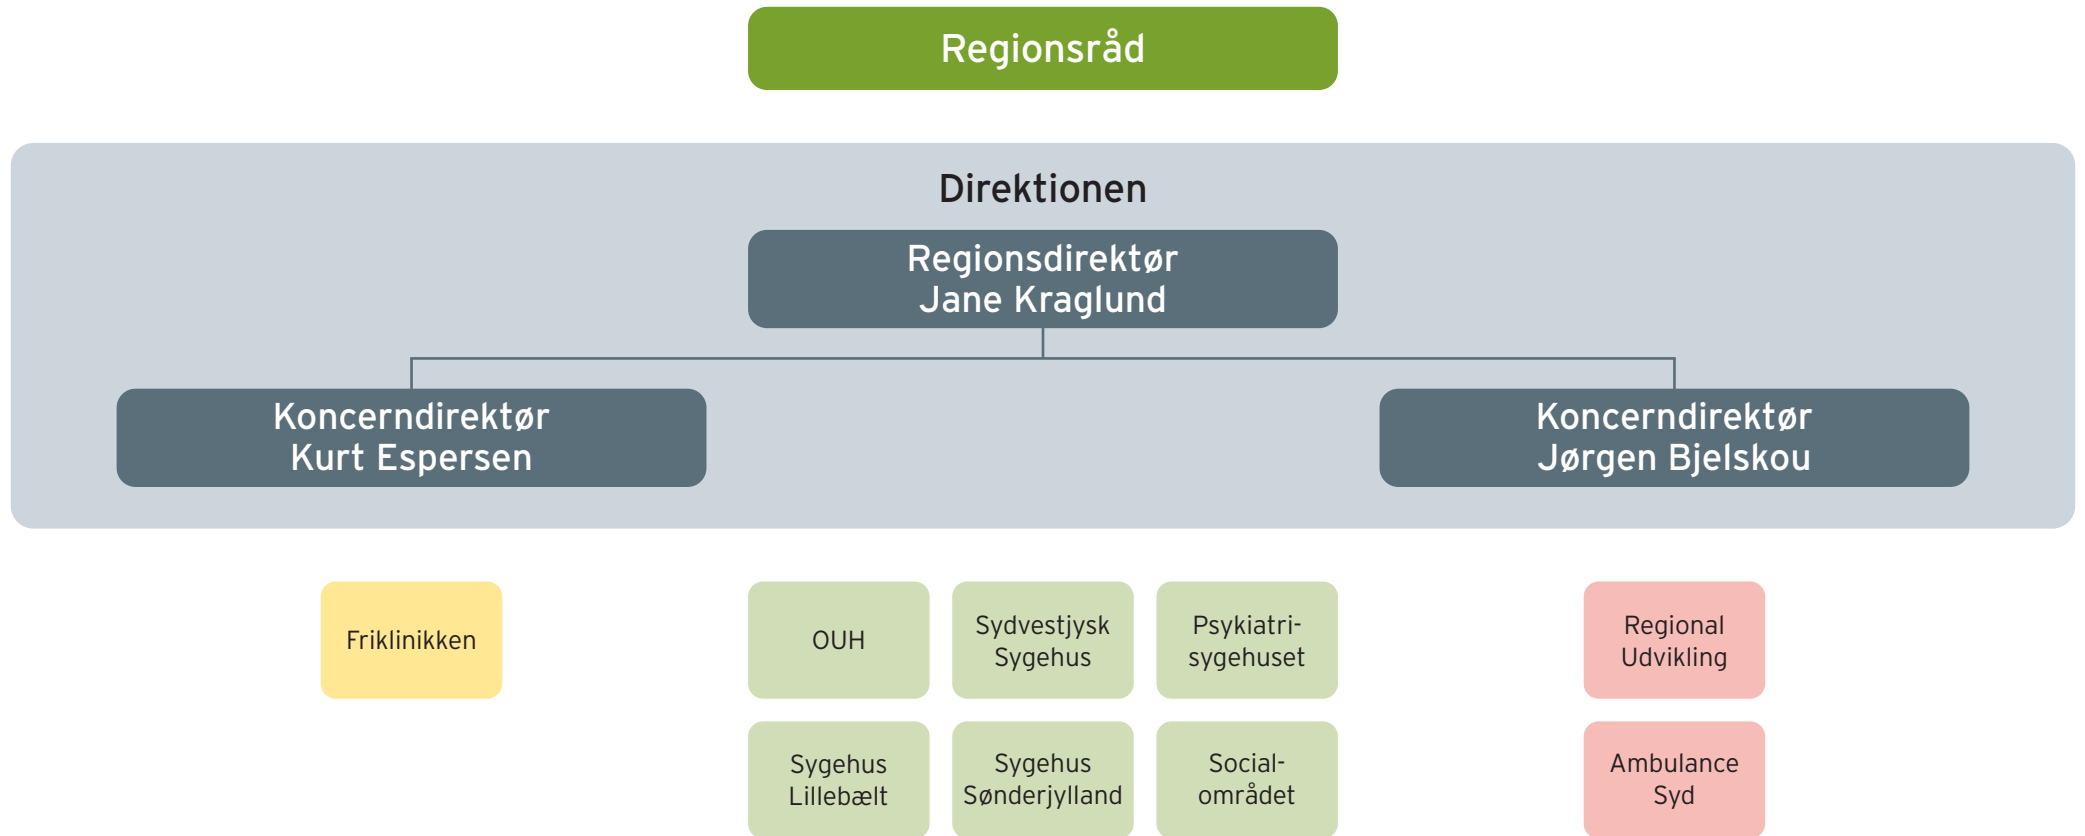 Regionsråd
Direktionen
Regionsdirektør
Jane Kraglund
Koncerndirektør
Kurt Espersen
Koncerndirektør
Jørgen Bjelskou
Friklinikken
OUH
Sydvestjysk
Sygehus
Psykiatri-
sygehuset
Regional
Udvikling
Sygehus
Lillebælt
Sygehus
Sønderjylland
Social-
området
Ambulance
Syd